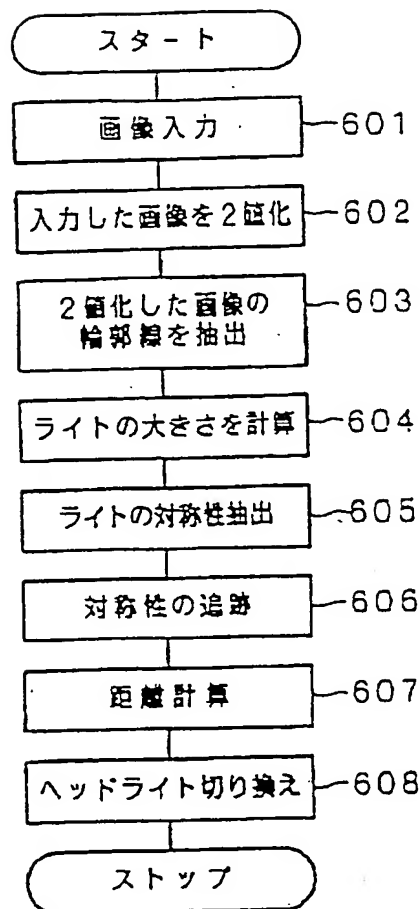 スタート
画像入力 601
入力した画像を2値化 602
2値化した画像の
輪郭線を抽出 603
ライトの大きさを計算 604
ライトの対称性抽出 605
対称性の追跡 606
距離計算 607
ヘッドライト切り換え 608
ストップ